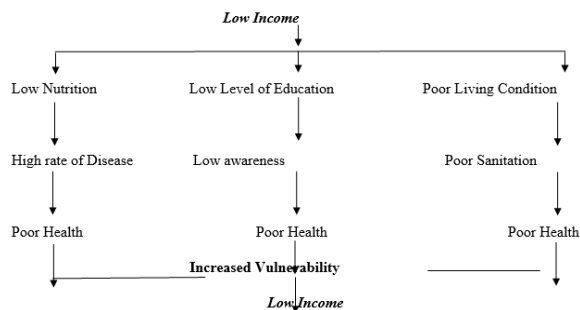 Low Income
Low Nutrition Low Level of Education Poor Living Condition
High rate of Disease Low awareness Poor Sanitation
Poor Health Poor Health Poor Health
Increased Vulnerability
Low Income